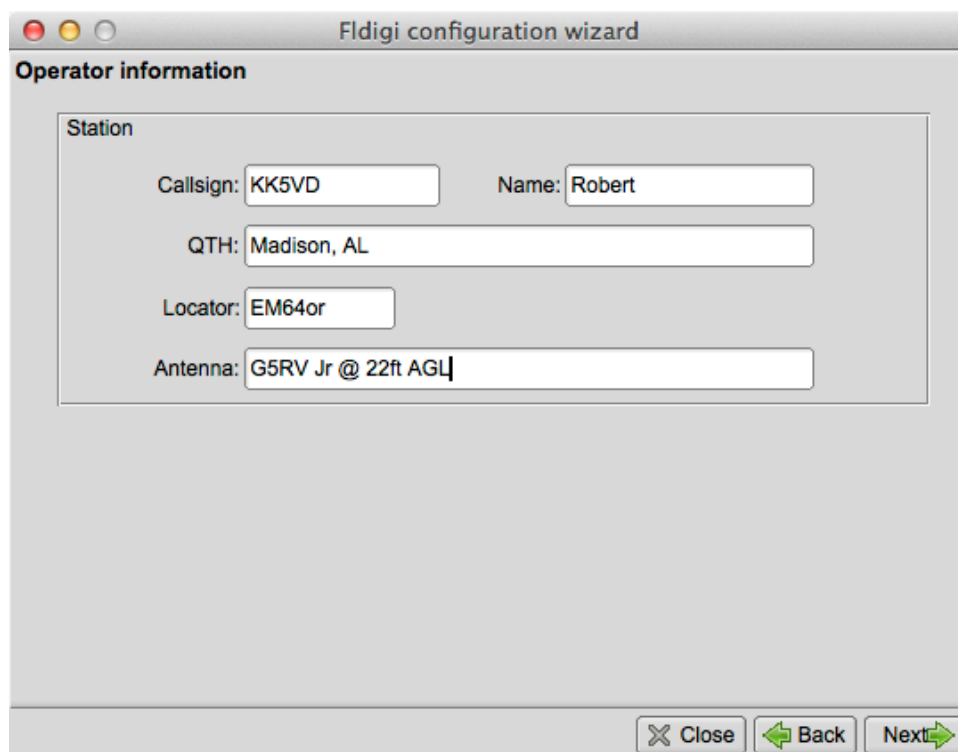 Fldigi configuration wizard
Operator information
Station
Callsign: KK5VD Name: Robert
QTH: Madison, AL
Locator: EM64or
Antenna: G5RV Jr @ 22ft AGL
Close Back Next